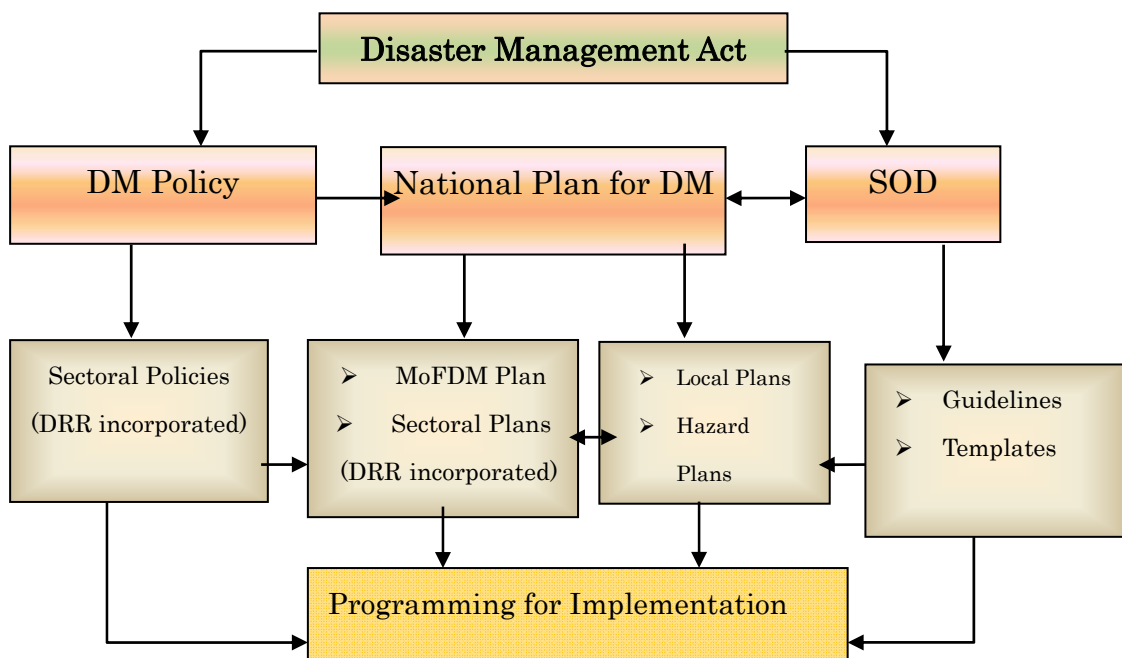 Disaster Management Act
DM Policy
National Plan for DM
SOD
Sectoral Policies
(DRR incorporated)
➢ MoFDM Plan
➢ Sectoral Plans
(DRR incorporated)
➢ Local Plans
➢ Hazard
Plans
➢ Guidelines
➢ Templates
Programming for Implementation